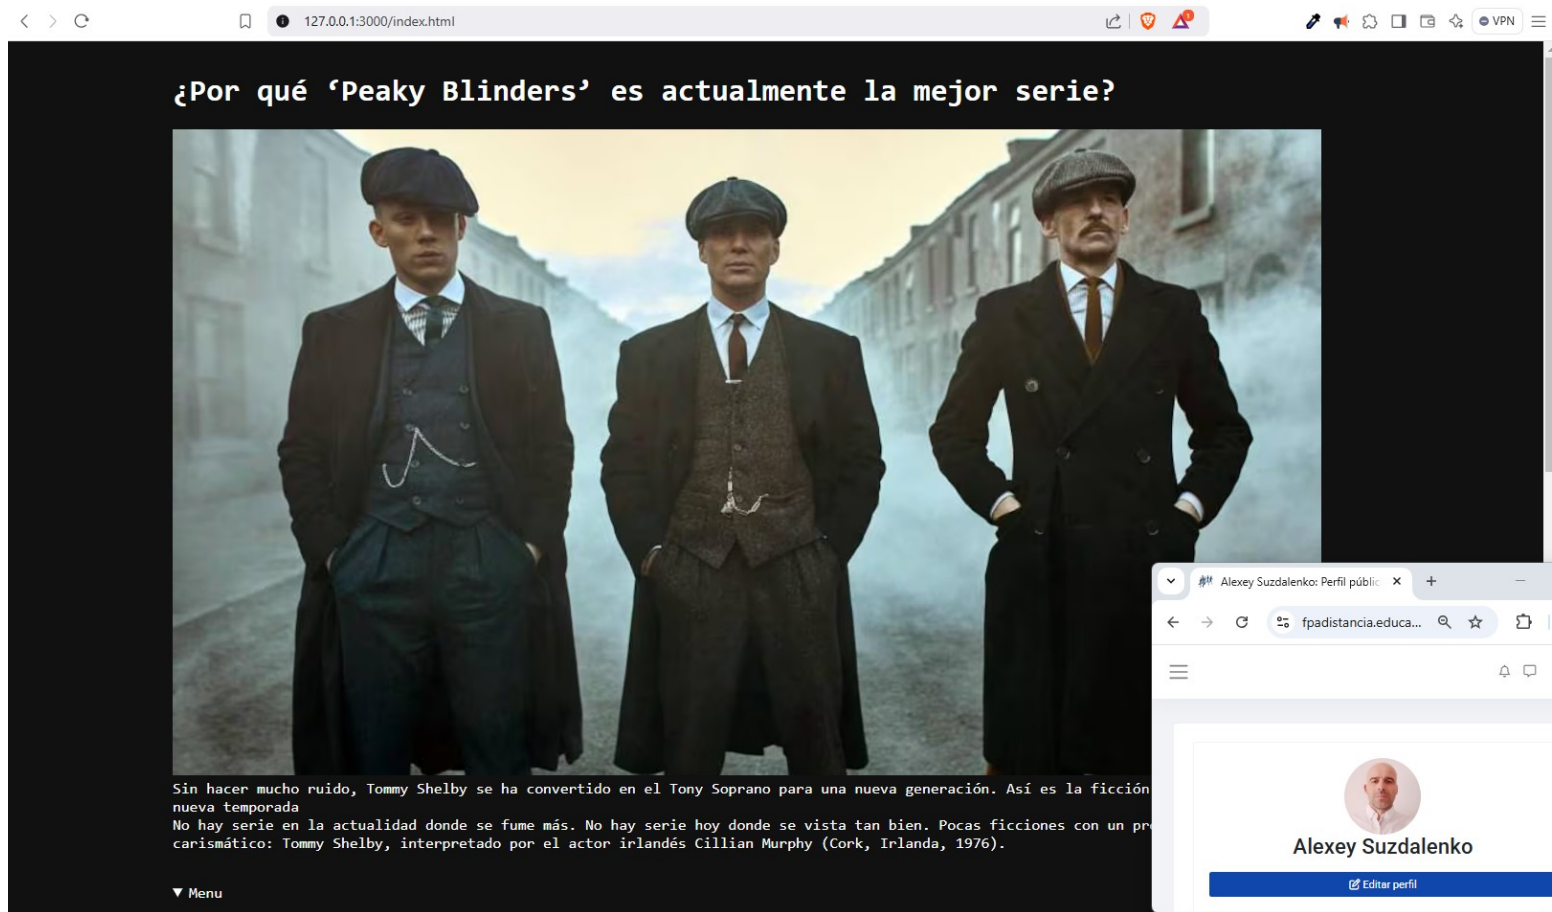 127.0.0.1:3000/index.html
VPN
¿Por qué ‘Peaky Blinders’ es actualmente la mejor serie?
Sin hacer mucho ruido, Tommy Shelby se ha convertido en el Tony Soprano para una nueva generación. Así es la ficción
nueva temporada
No hay serie en la actualidad donde se fume más. No hay serie hoy donde se vista tan bien. Pocas ficciones con un pr
carismático: Tommy Shelby, interpretado por el actor irlandés Cillian Murphy (Cork, Irlanda, 1976).
▼ Menu
Alexey Suzdalenko: Perfil públic
fpadistancia.educa...
Alexey Suzdalenko
Editar perfil